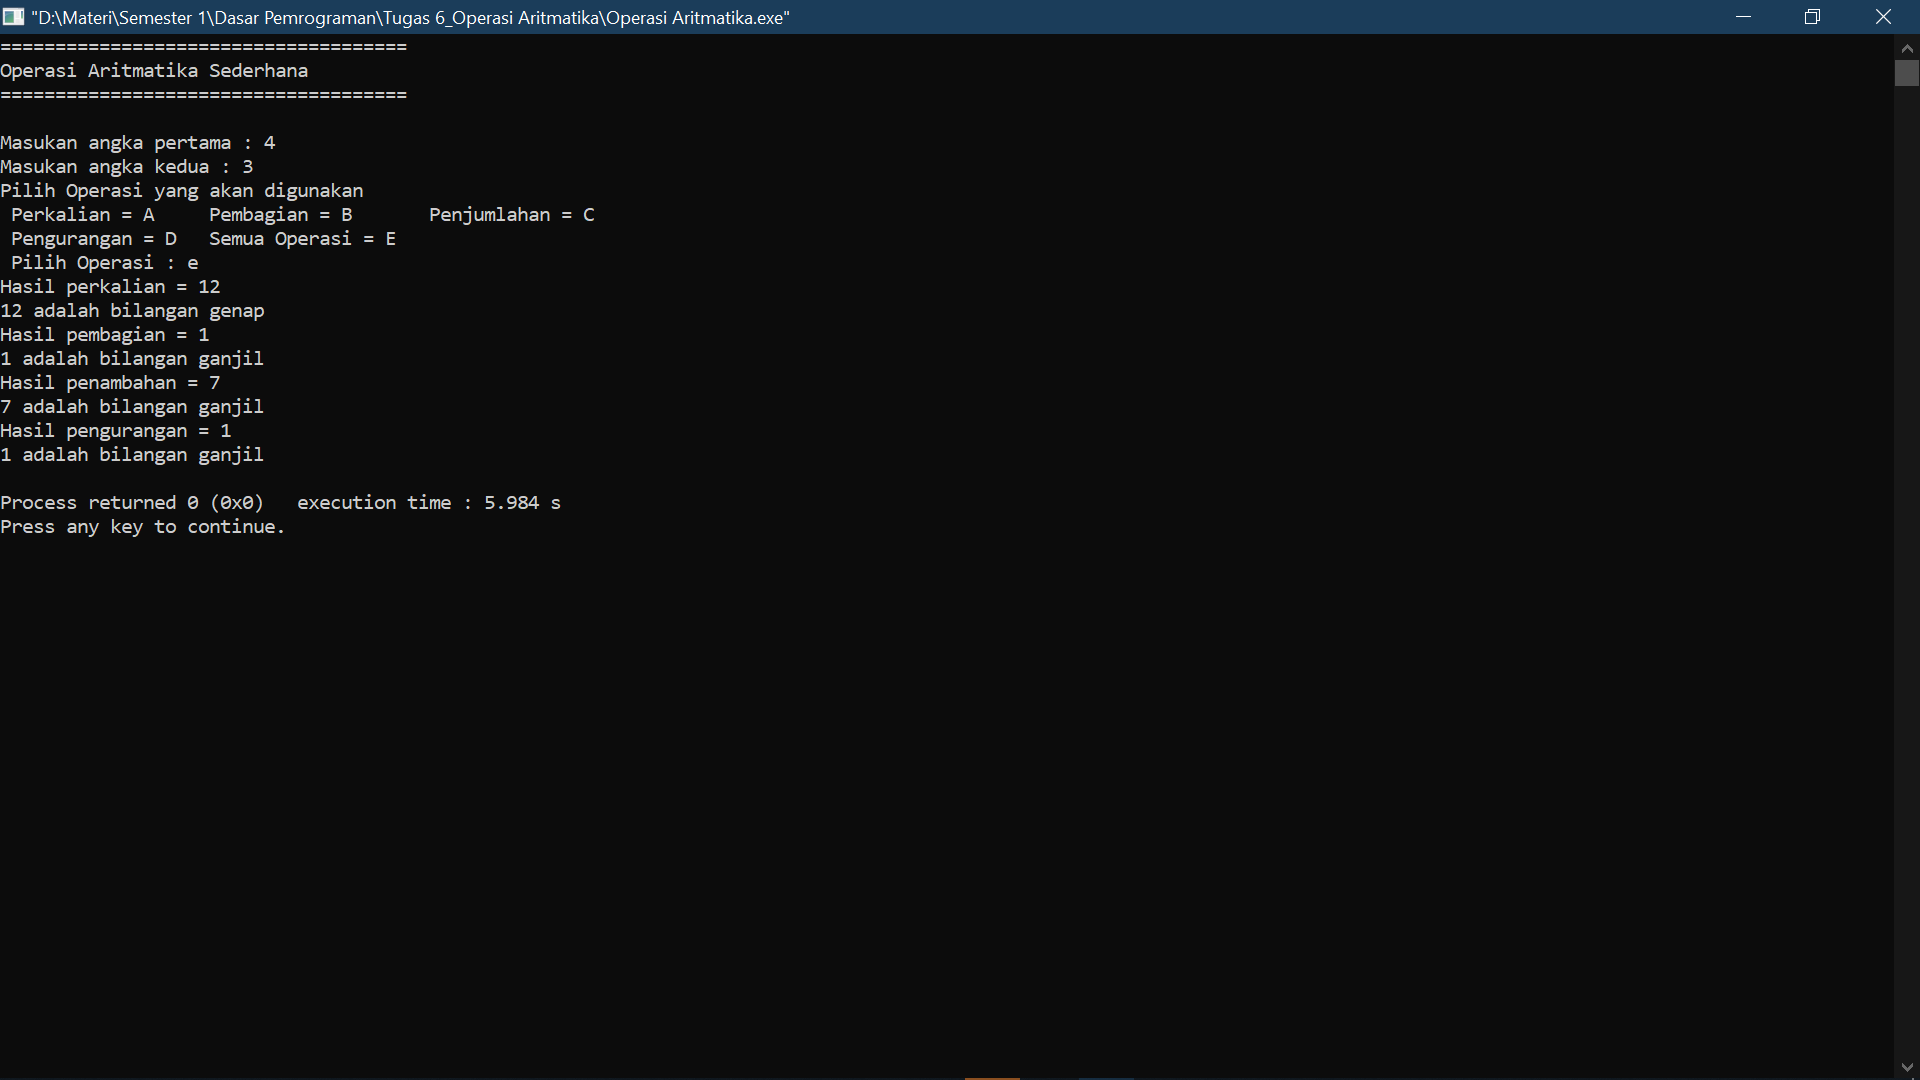 "D:\Materi\Semester 1\Dasar Pemrograman\Tugas 6_Operasi Aritmatika\Operasi Aritmatika.exe"
=====================================
Operasi Aritmatika Sederhana
=====================================
Masukan angka pertama : 4
Masukan angka kedua : 3
Pilih Operasi yang akan digunakan
 Perkalian = A     Pembagian = B       Penjumlahan = C
 Pengurangan = D   Semua Operasi = E
 Pilih Operasi : e
Hasil perkalian = 12
12 adalah bilangan genap
Hasil pembagian = 1
1 adalah bilangan ganjil
Hasil penambahan = 7
7 adalah bilangan ganjil
Hasil pengurangan = 1
1 adalah bilangan ganjil
Process returned 0 (0x0)   execution time : 5.984 s
Press any key to continue.